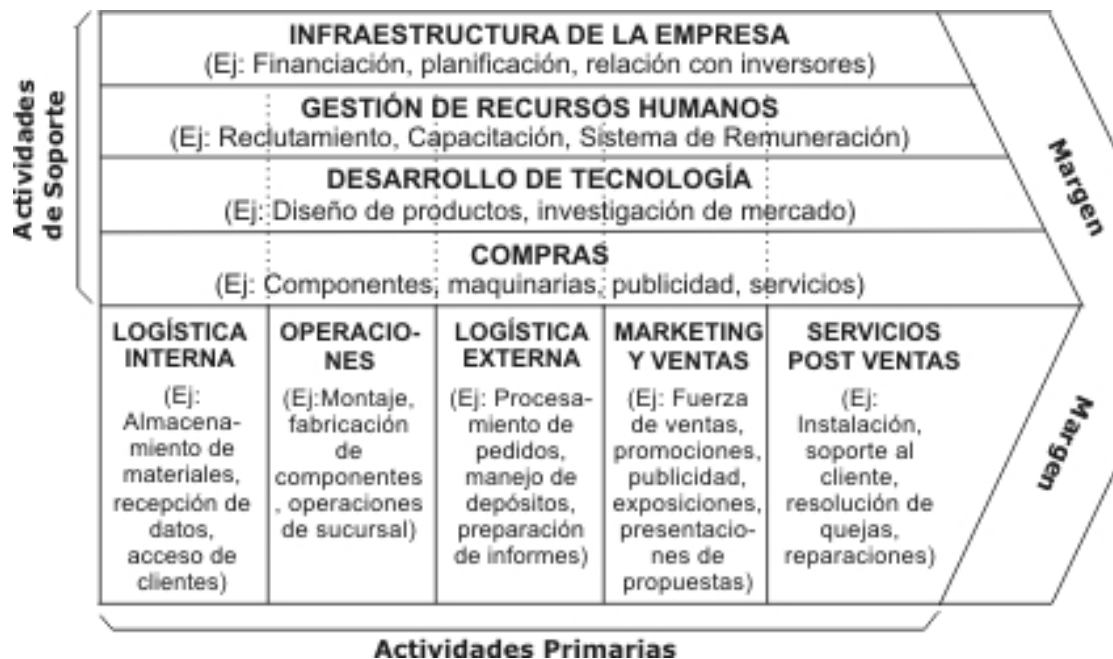 Actividades
de Soporte
INFRAESTRUCTURA DE LA EMPRESA
(Ej: Financiación, planificación, relación con inversores)
GESTIÓN DE RECURSOS HUMANOS
(Ej: Reclutamiento, Capacitación, Sistema de Remuneración)
DESARROLLO DE TECNOLOGÍA
(Ej: Diseño de productos, investigación de mercado)
COMPRAS
(Ej: Componentes, maquinarias, publicidad, servicios)
Margen
LOGÍSTICA
INTERNA
(Ej:
Almacena-
miento de
materiales,
recepción de
datos,
acceso de
clientes)
OPERACIO-
NES
(Ej:Montaje,
fabricación
de
componentes
, operaciones
de sucursal)
LOGÍSTICA
EXTERNA
(Ej: Procesa-
miento de
pedidos,
manejo de
depósitos,
preparación
de informes)
MARKETING
Y VENTAS
(Ej: Fuerza
de ventas,
promociones,
publicidad,
exposiciones,
presentacio-
nes de
propuestas)
SERVICIOS
POST VENTAS
(Ej:
Instalación,
soporte al
cliente,
resolución de
quejas,
reparaciones)
Margen
Actividades Primarias